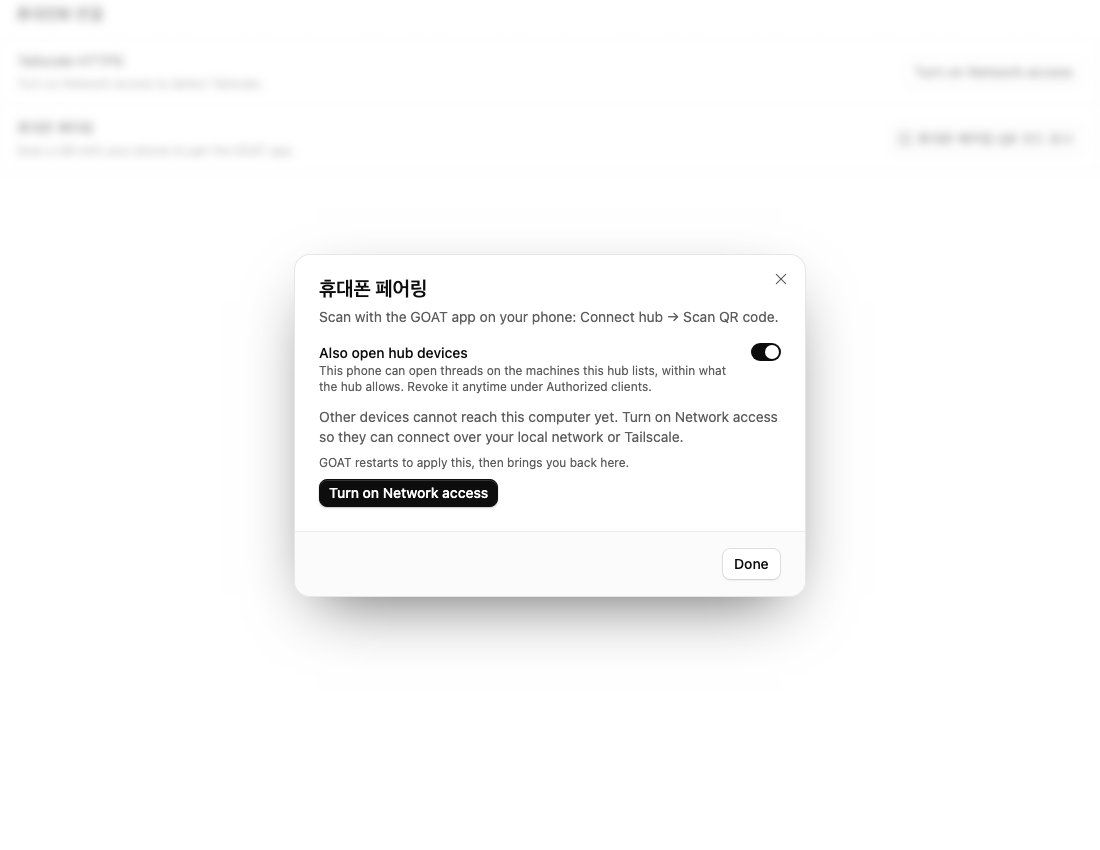 Turn on Network access
휴대폰 페어링
Scan with the GOAT app on your phone: Connect hub → Scan QR code.
Also open hub devices
This phone can open threads on the machines this hub lists, within what
the hub allows. Revoke it anytime under Authorized clients.
Other devices cannot reach this computer yet. Turn on Network access
so they can connect over your local network or Tailscale.
GOAT restarts to apply this, then brings you back here.
Turn on Network access
Done